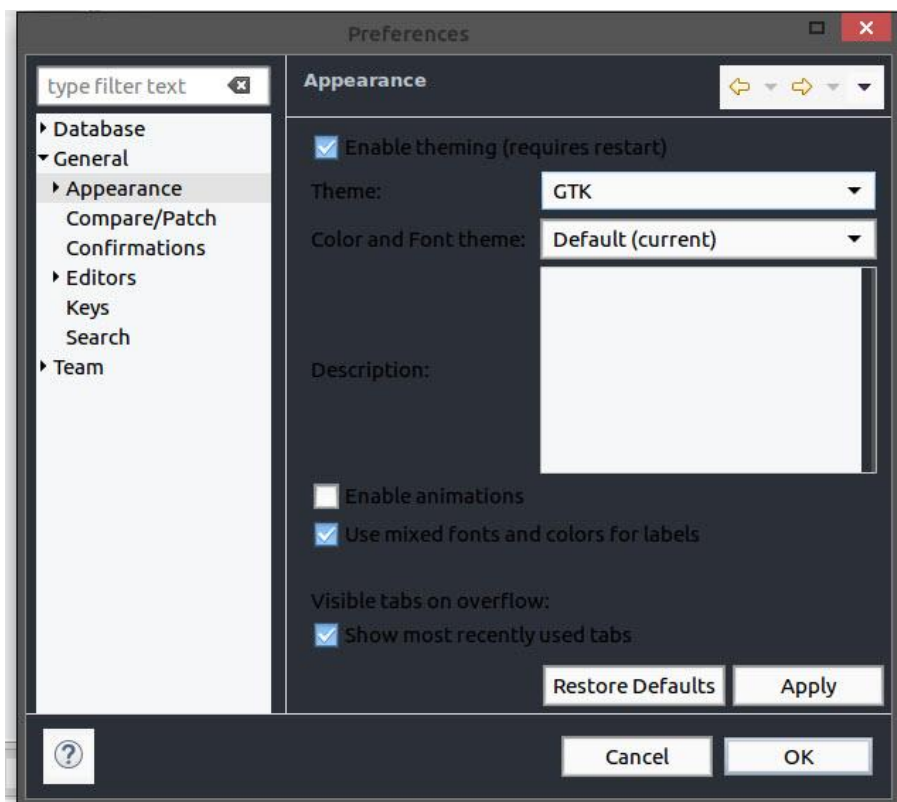 Preferences
type filter text
Database
General
Appearance
Compare/Patch
Confirmations
Editors
Keys
Search
Team
Appearance
Enable theming (requires restart)
Theme: GTK
Color and Font theme: Default (current)
Description:
Enable animations
Use mixed fonts and colors for labels
Visible tabs on overflow:
Show most recently used tabs
Restore Defaults Apply
? Cancel OK